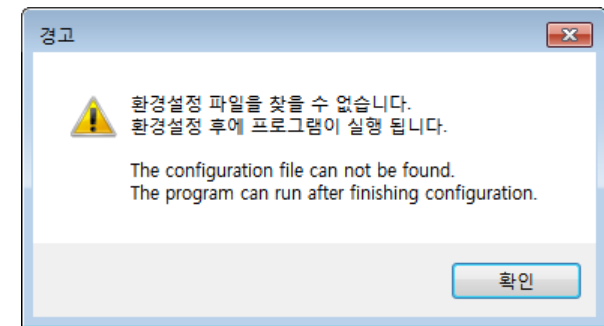 경고
환경설정 파일을 찾을 수 없습니다.
환경설정 후에 프로그램이 실행 됩니다.
The configuration file can not be found.
The program can run after finishing configuration.
확인